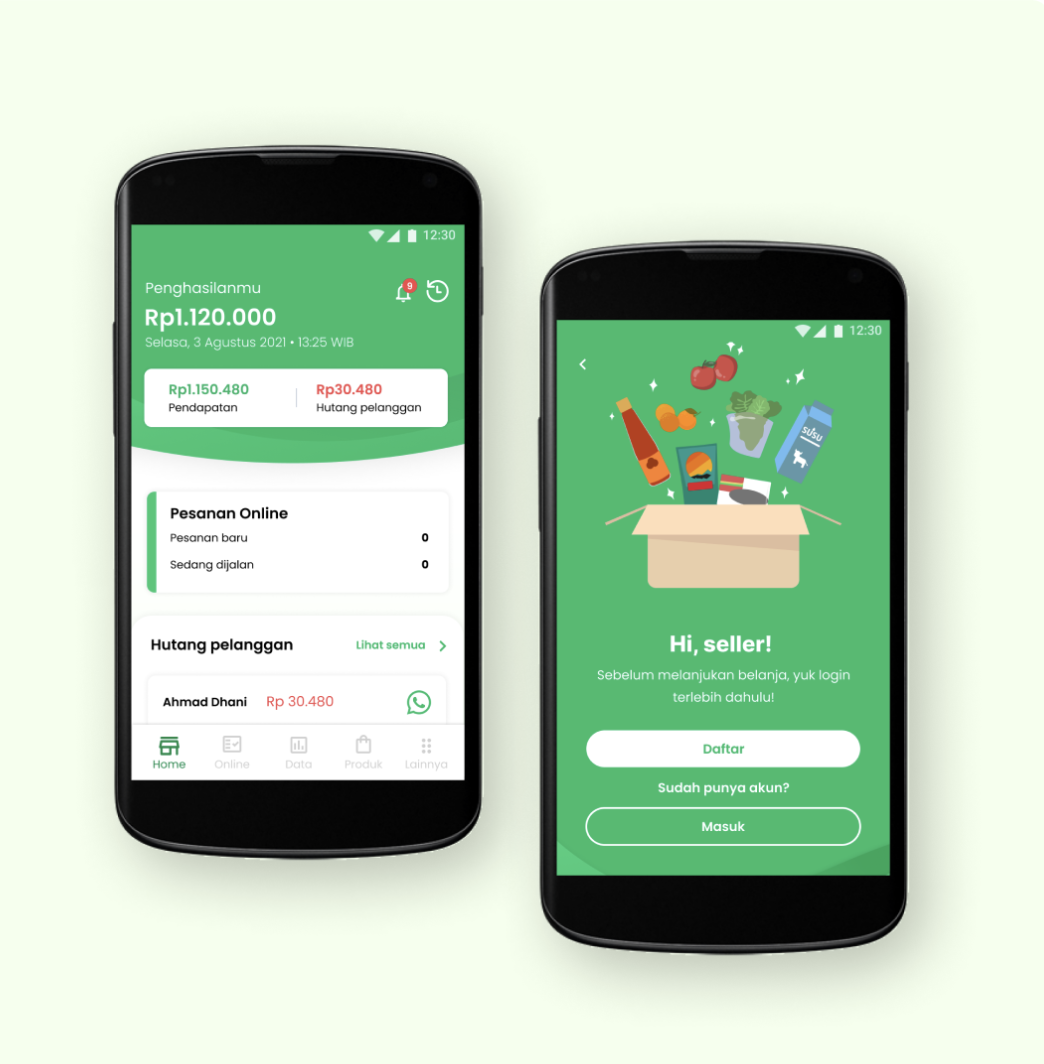 12:30
Penghasilanmu
9
Rp1.120.000
Selasa, 3 Agustus 2021 • 13:25 WIB
Rp1.150.480
Rp30.480
Pendapatan
Hutang pelanggan
Pesanan Online
Pesanan baru
0
Sedang dijalan
0
Hutang pelanggan
Lihat semua
Ahmad Dhani
Rp 30.480
Home
Online
Data
Produk
Lainnya
12:30
SUSU
Hi, seller!
Sebelum melanjukan belanja, yuk login
terlebih dahulu!
Daftar
Sudah punya akun?
Masuk